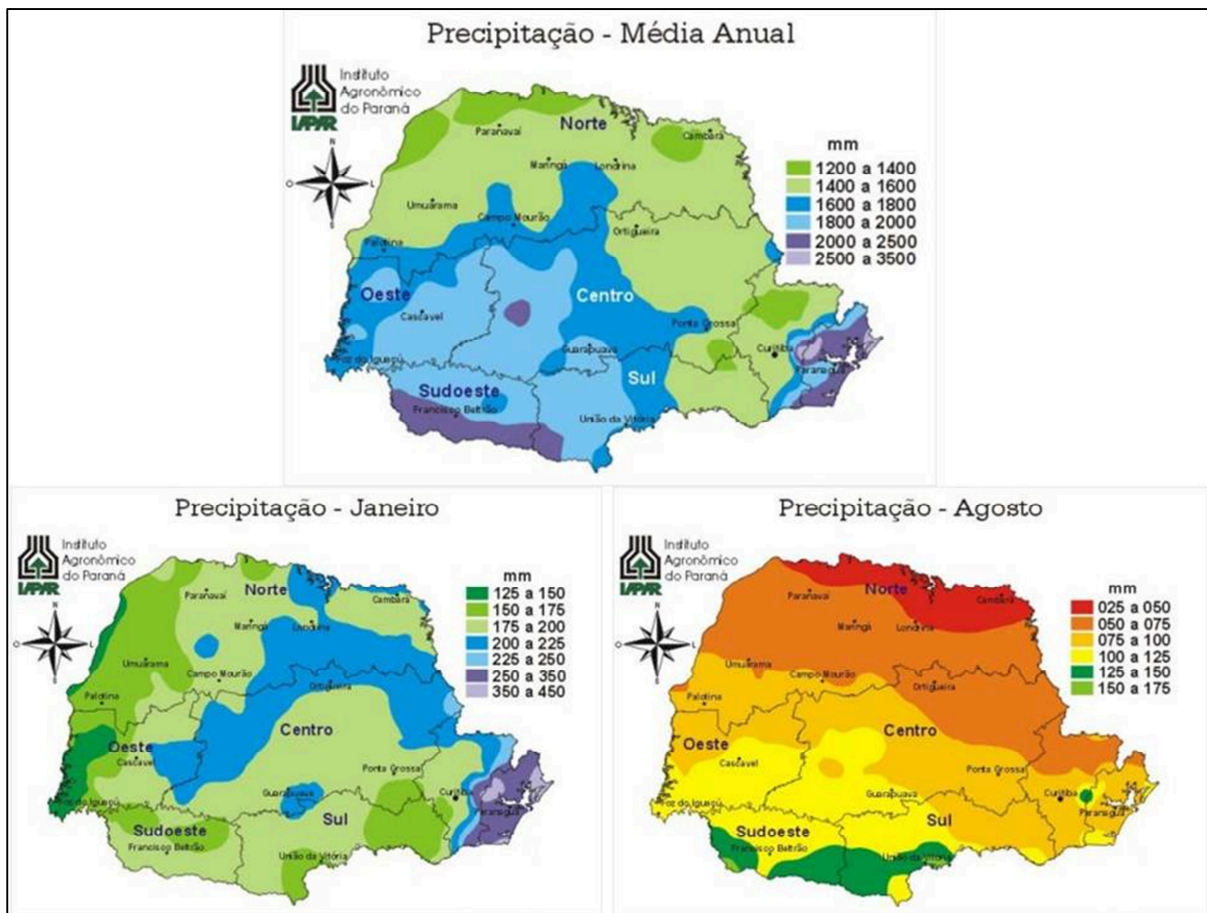 Precipitação - Média Anual
Instituto
Agronômico
do Paraná
IAPAR
N
O
L
S
Norte
Paranavaí
Cambará
Maringá
Londrina
Umuarama
Campo Mourão
Ortigueira
Palotina
Oeste
Centro
Cascavel
Ponta Grossa
Curitiba
Foz do Iguaçú
Guarapuava
Paranaguá
Sul
Sudoeste
Francisco Beltrão
União da Vitória
mm
1200 a 1400
1400 a 1600
1600 a 1800
1800 a 2000
2000 a 2500
2500 a 3500
Precipitação - Janeiro
Instituto
Agronômico
do Paraná
IAPAR
N
O
L
S
Norte
Paranavaí
Cambará
Maringá
Londrina
Umuarama
Campo Mourão
Ortigueira
Palotina
Oeste
Centro
Cascavel
Ponta Grossa
Curitiba
Foz do Iguaçú
Guarapuava
Paranaguá
Sul
Sudoeste
Francisco Beltrão
União da Vitória
mm
125 a 150
150 a 175
175 a 200
200 a 225
225 a 250
250 a 350
350 a 450
Precipitação - Agosto
Instituto
Agronômico
do Paraná
IAPAR
N
O
L
S
Norte
Paranavaí
Cambará
Maringá
Londrina
Umuarama
Campo Mourão
Ortigueira
Palotina
Oeste
Centro
Cascavel
Ponta Grossa
Curitiba
Foz do Iguaçú
Guarapuava
Paranaguá
Sul
Sudoeste
Francisco Beltrão
União da Vitória
mm
025 a 050
050 a 075
075 a 100
100 a 125
125 a 150
150 a 175